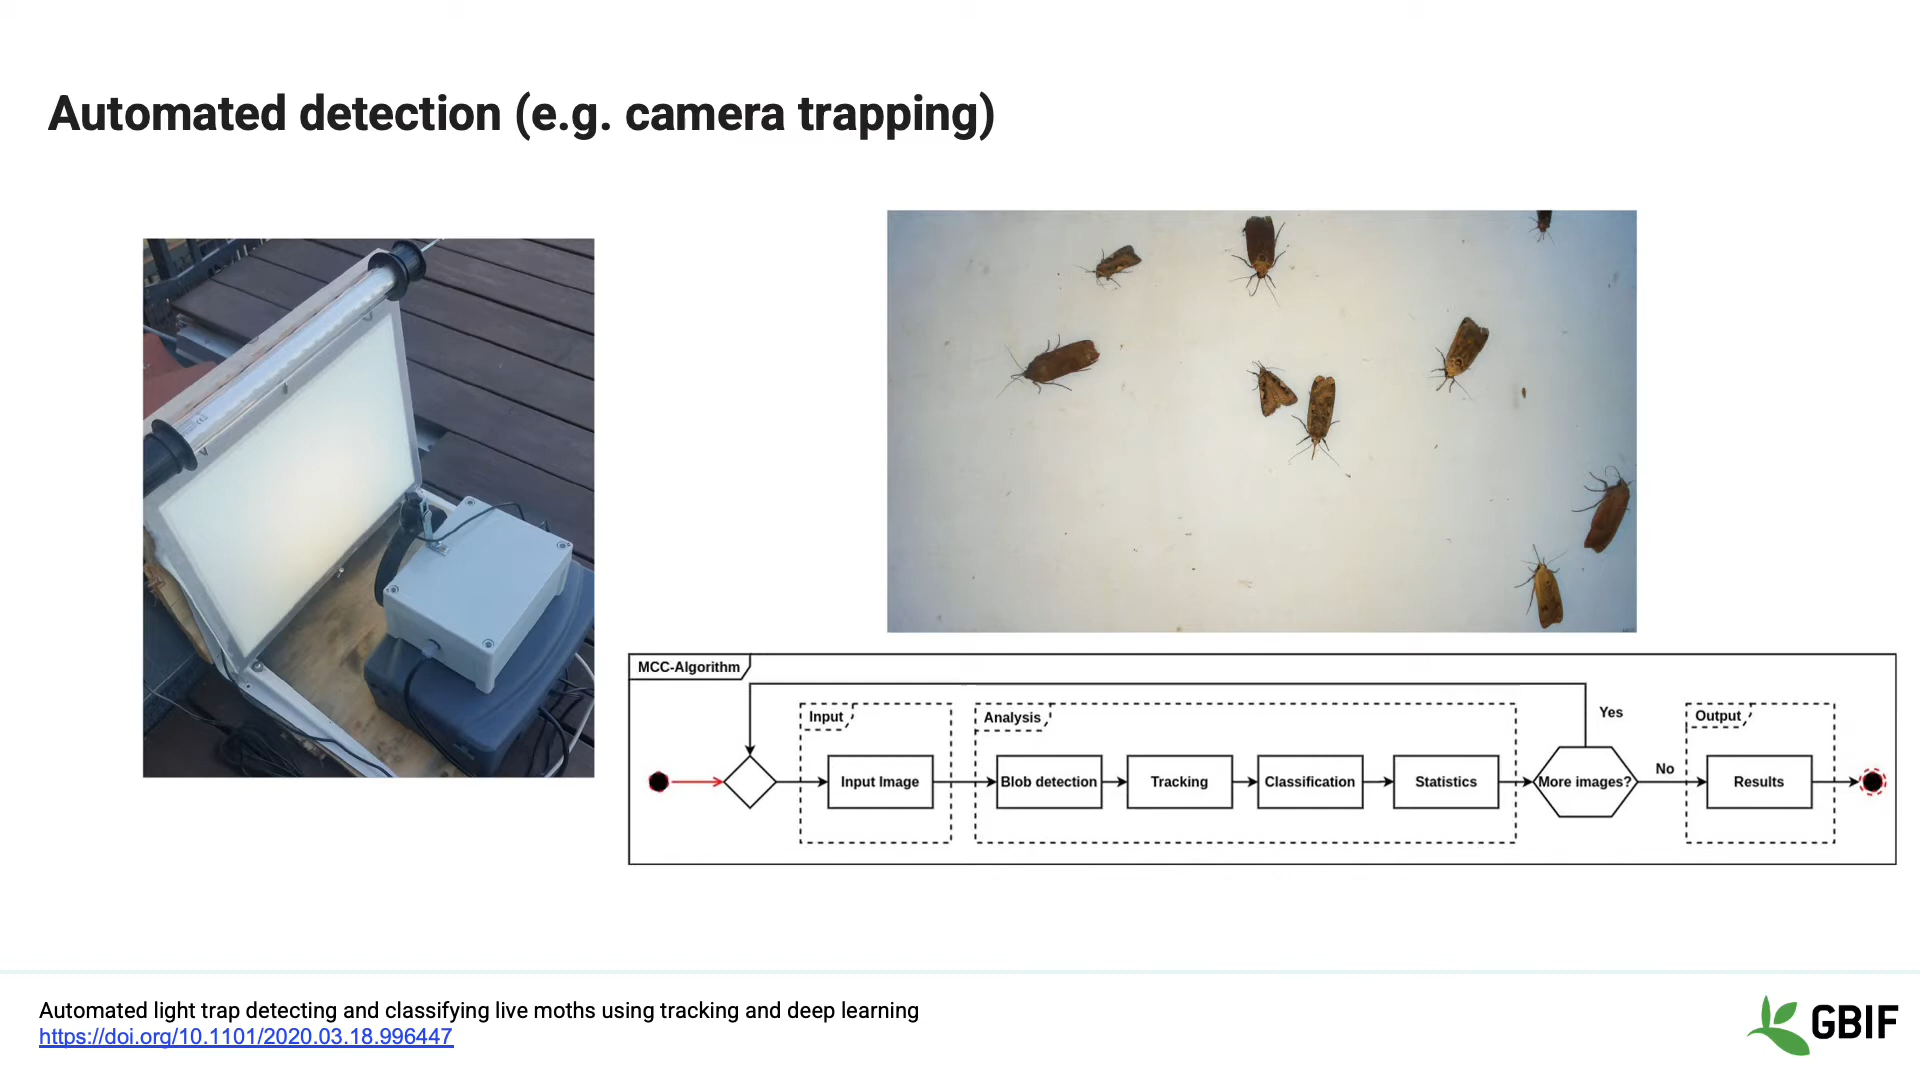 Automated detection (e.g. camera trapping)
MCC-Algorithm
Input
Analysis
Yes
Output
Input Image
Blob detection
Tracking
Classification
Statistics
More images?
No
Results
Automated light trap detecting and classifying live moths using tracking and deep learning
https://doi.org/10.1101/2020.03.18.996447
GBIF